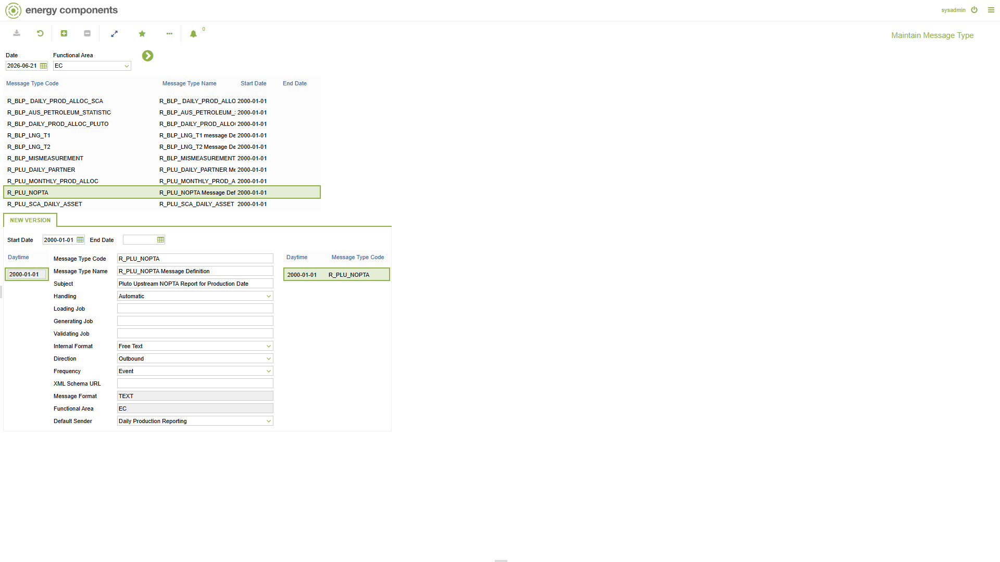 energy components
sysadmin
0
Maintain Message Type
Date Functional Area
2026-06-21 EC
Message Type Code Message Type Name Start Date End Date
R_BLP_ DAILY_PROD_ALLOC_SCA R_BLP_ DAILY_PROD_ALLO 2000-01-01
R_BLP_AUS_PETROLEUM_STATISTIC R_BLP_AUS_PETROLEUM_ 2000-01-01
R_BLP_DAILY_PROD_ALLOC_PLUTO R_BLP_DAILY_PROD_ALLO 2000-01-01
R_BLP_LNG_T1 R_BLP_LNG_T1 message De 2000-01-01
R_BLP_LNG_T2 R_BLP_LNG_T2 Message De 2000-01-01
R_BLP_MISMEASUREMENT R_BLP_MISMEASUREMENT 2000-01-01
R_PLU_DAILY_PARTNER R_PLU_DAILY_PARTNER Me 2000-01-01
R_PLU_MONTHLY_PROD_ALLOC R_PLU_MONTHLY_PROD_A 2000-01-01
R_PLU_NOPTA R_PLU_NOPTA Message Def 2000-01-01
R_PLU_SCA_DAILY_ASSET R_PLU_SCA_DAILY_ASSET 2000-01-01
NEW VERSION
Start Date 2000-01-01 End Date
Daytime
2000-01-01
Message Type Code R_PLU_NOPTA
Message Type Name R_PLU_NOPTA Message Definition
Subject Pluto Upstream NOPTA Report for Production Date
Handling Automatic
Loading Job
Generating Job
Validating Job
Internal Format Free Text
Direction Outbound
Frequency Event
XML Schema URL
Message Format TEXT
Functional Area EC
Default Sender Daily Production Reporting
Daytime Message Type Code
2000-01-01 R_PLU_NOPTA